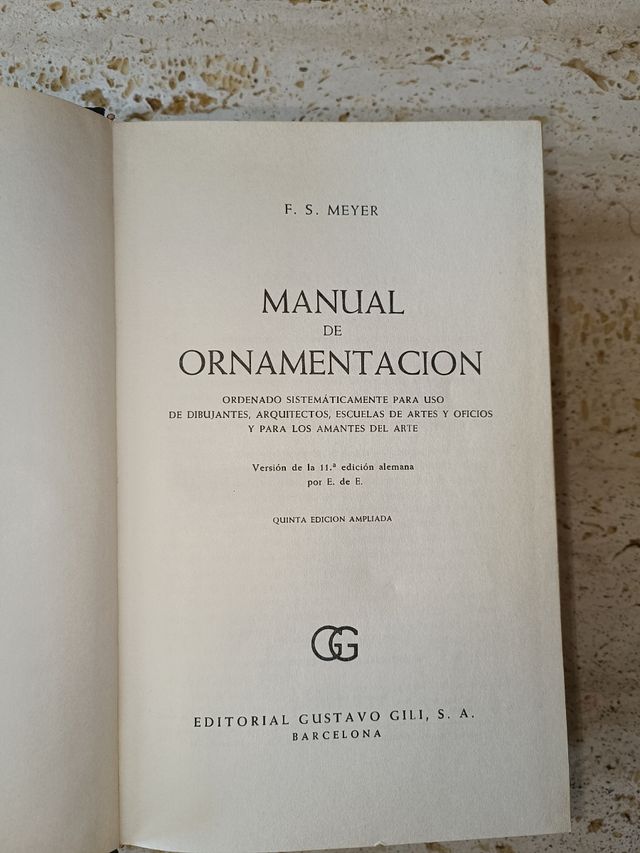 F. S. MEYER
MANUAL
DE
ORNAMENTACION
ORDENADO SISTEMÁTICAMENTE PARA USO
DE DIBUJANTES, ARQUITECTOS, ESCUELAS DE ARTES Y OFICIOS
Y PARA LOS AMANTES DEL ARTE
Versión de la 11.ª edición alemana
por E. de E.
QUINTA EDICION AMPLIADA
GG
EDITORIAL GUSTAVO GILI, S. A.
BARCELONA